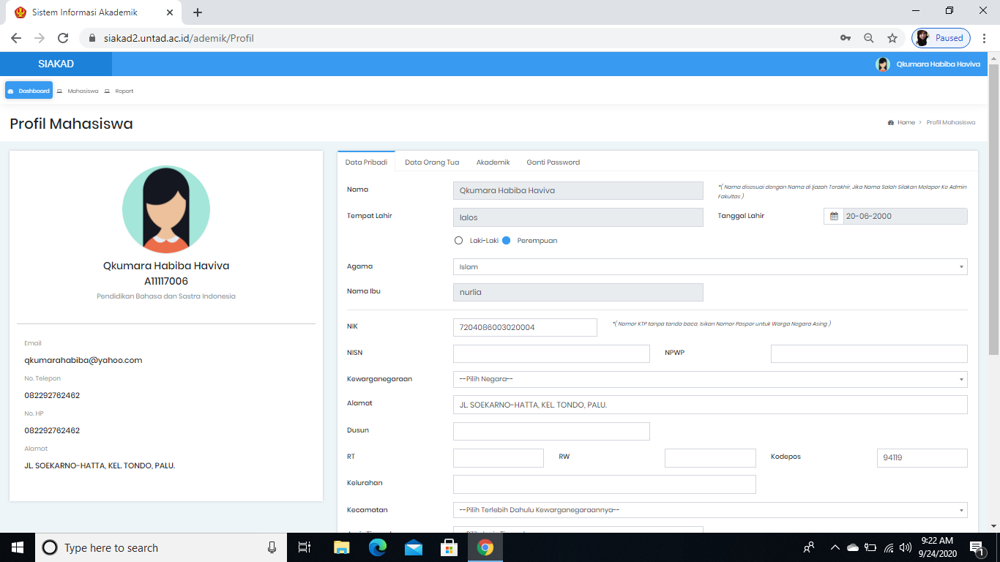 Sistem Informasi Akademik
siakad2.untad.ac.id/ademik/Profil
Paused
SIAKAD
Qkumara Habiba Haviva
Dashboard Mahasiswa Report
Profil Mahasiswa
Home > Profil Mahasiswa
Qkumara Habiba Haviva
A11117006
Pendidikan Bahasa dan Sastra Indonesia
Email
qkumarahabiba@yahoo.com
No. Telepon
082292762462
No. HP
082292762462
Alamat
JL. SOEKARNO-HATTA, KEL. TONDO, PALU.
Data Pribadi Data Orang Tua Akademik Ganti Password
Nama Qkumara Habiba Haviva *( Nama disesuai dengan Nama di Ijazah Terakhir, Jika Nama Salah Silakan Melapor Ke Admin
Fakultas )
Tempat Lahir lalos Tanggal Lahir 20-06-2000
Laki-Laki Perempuan
Agama Islam
Nama Ibu nurlia
NIK 7204086003020004 *( Nomor KTP tanpa tanda baca, Isikan Nomor Paspor untuk Warga Negara Asing )
NISN NPWP
Kewarganegaraan --Pilih Negara--
Alamat JL. SOEKARNO-HATTA, KEL. TONDO, PALU.
Dusun
RT RW Kodepos 94119
Kelurahan
Kecamatan --Pilih Terlebih Dahulu Kewarganegaraannya--
Type here to search
9:22 AM
9/24/2020
1